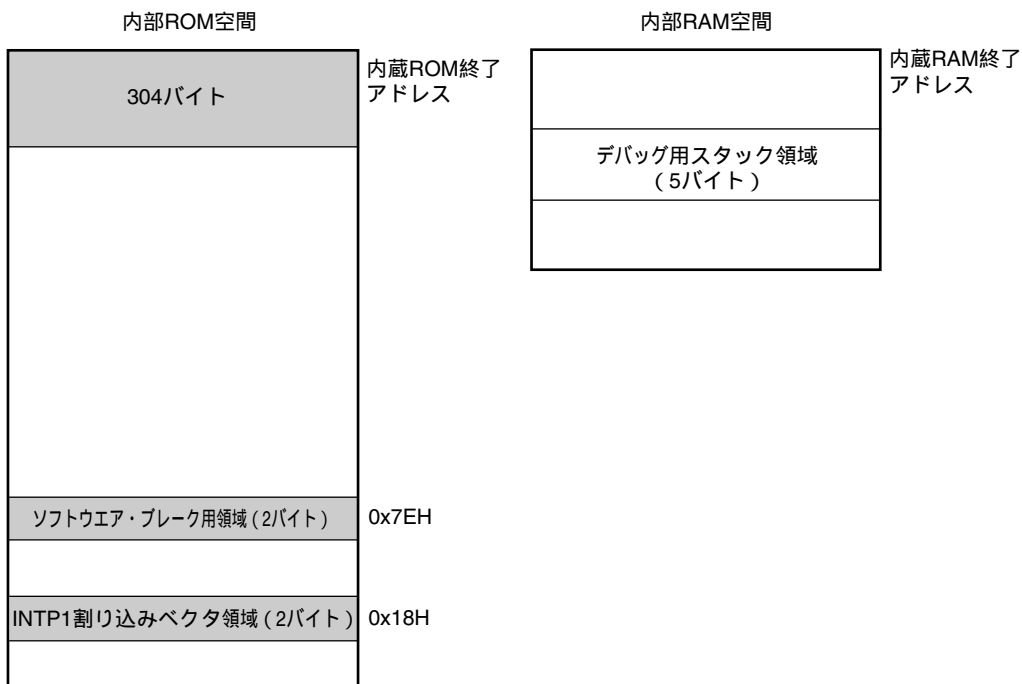 内部ROM空間
304バイト
内蔵ROM終了
アドレス
ソフトウエア・ブレーク用領域(2バイト)
0x7EH
INTP1割り込みベクタ領域(2バイト)
0x18H
内部RAM空間
内蔵RAM終了
アドレス
デバッグ用スタック領域
(5バイト)